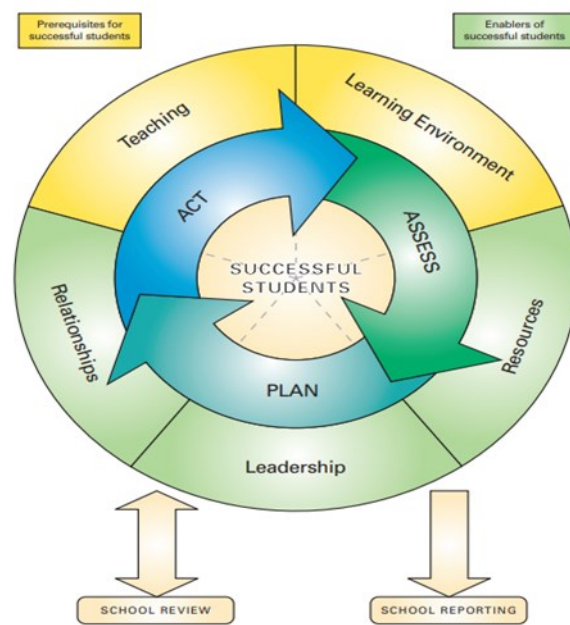 Prerequisites for
successful students
Enablers of
successful students
Teaching
Learning Environment
ACT
ASSESS
SUCCESSFUL
STUDENTS
Relationships
Resources
PLAN
Leadership
SCHOOL REVIEW
SCHOOL REPORTING